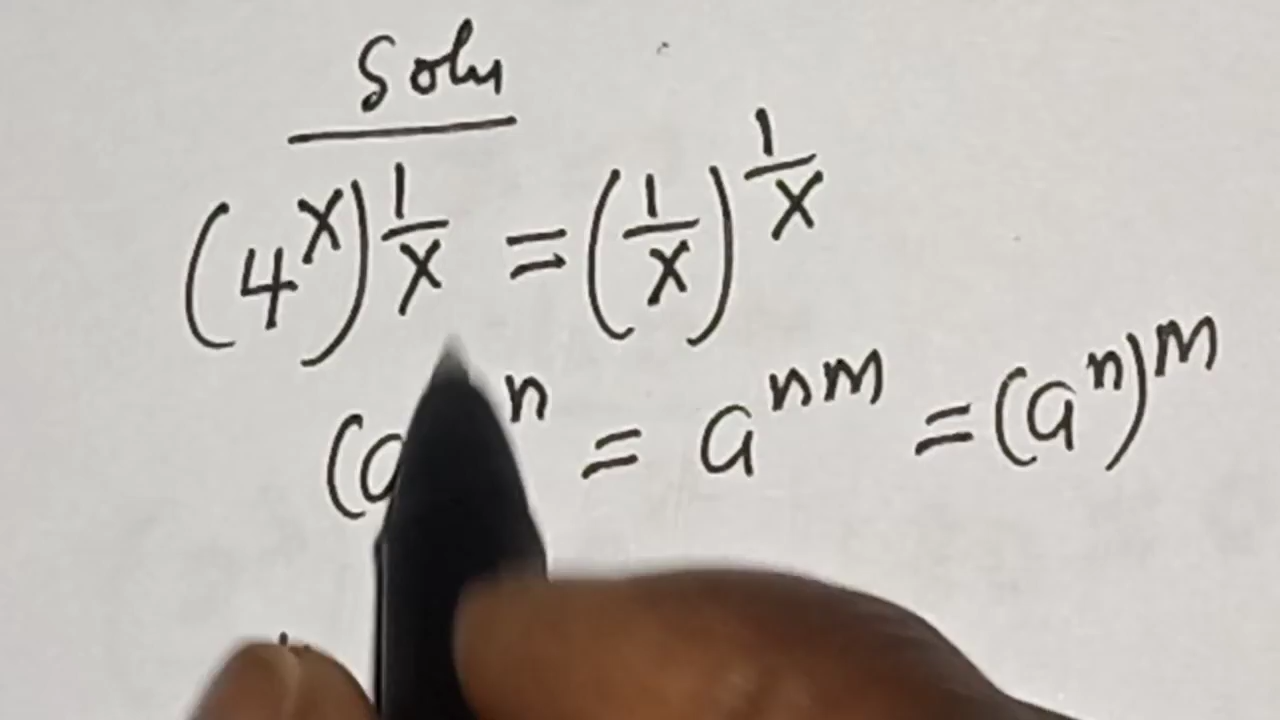 Soln
(4^x)^(1/x) = (1/x)^(1/x)
(a n = a^(nm) = (a^n)^m